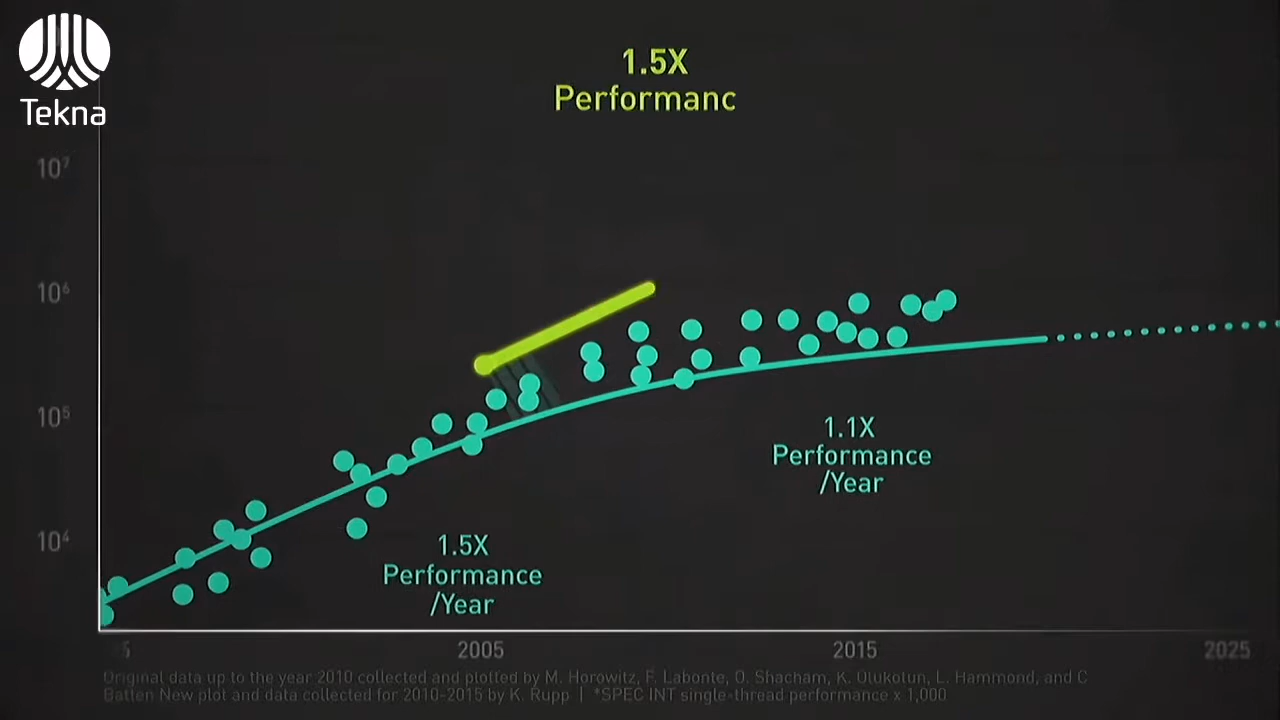 Tekna
1.5X
Performanc
10⁷
10⁶
10⁵
10⁴
1.1X
Performance
/Year
1.5X
Performance
/Year
2005
2015
2025
Original data up to the year 2010 collected and plotted by M. Horowitz, F. Labonte, O. Shacham, K. Olukotun, L. Hammond, and C
Batten New plot and data collected for 2010-2015 by K. Rupp | *SPEC INT single-thread performance x 1,000